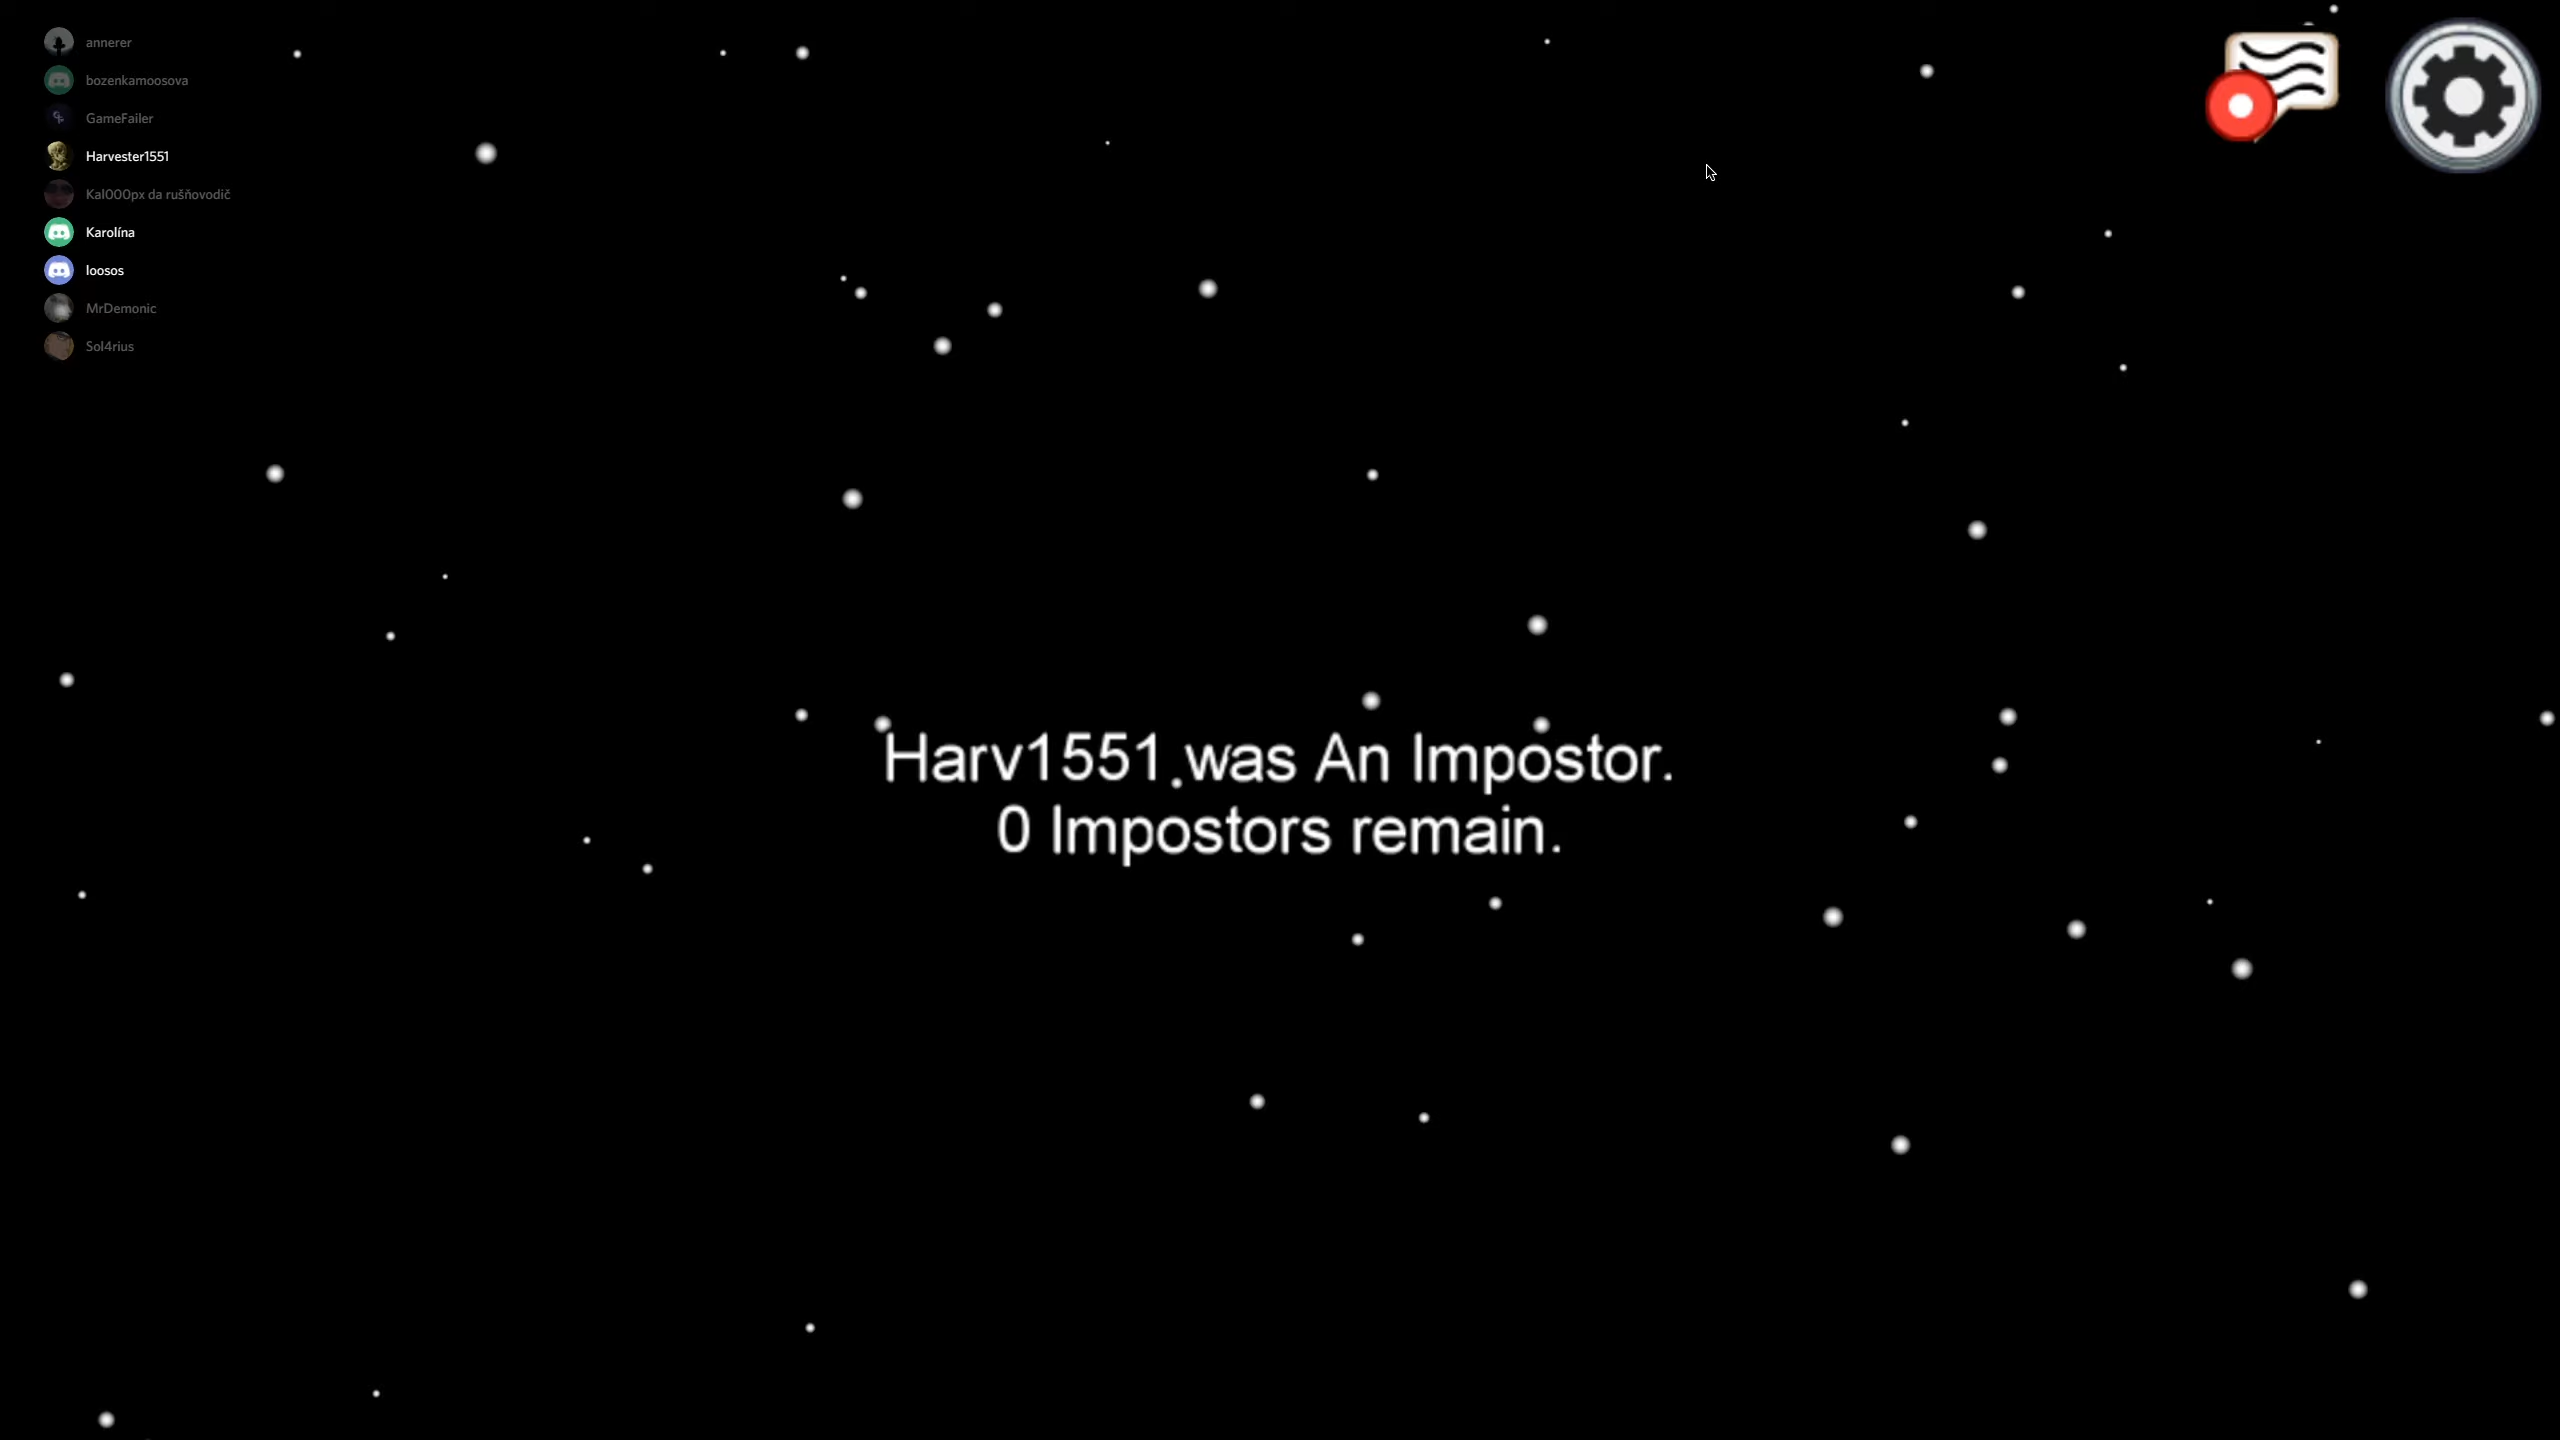 annerer
bozenkamoosova
GameFailer
Harvester1551
Kal000px da rušňovodič
Karolína
loosos
MrDemonic
Sol4rius
Harv1551 was An Impostor.
0 Impostors remain.